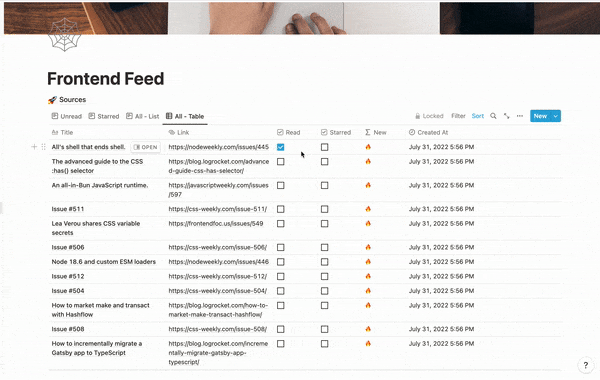 Frontend Feed
🚀 Sources
Unread Starred All - List All - Table Locked Filter Sort New
Title Link Read Starred Σ New Created At
All's shell that ends shell. OPEN https://nodeweekly.com/issues/445 🔥 July 31, 2022 5:56 PM
The advanced guide to the CSS https://blog.logrocket.com/advance 🔥 July 31, 2022 5:56 PM
:has() selector d-guide-css-has-selector/
An all-in-Bun JavaScript runtime. https://javascriptweekly.com/issues 🔥 July 31, 2022 5:56 PM
/597
Issue #511 https://css-weekly.com/issue-511/ 🔥 July 31, 2022 5:56 PM
Lea Verou shares CSS variable https://frontendfoc.us/issues/549 🔥 July 31, 2022 5:56 PM
secrets
Issue #506 https://css-weekly.com/issue-506/ 🔥 July 31, 2022 5:56 PM
Node 18.6 and custom ESM loaders https://nodeweekly.com/issues/446 🔥 July 31, 2022 5:56 PM
Issue #512 https://css-weekly.com/issue-512/ 🔥 July 31, 2022 5:56 PM
Issue #504 https://css-weekly.com/issue-504/ 🔥 July 31, 2022 5:56 PM
How to market make and transact https://blog.logrocket.com/how-to- 🔥 July 31, 2022 5:56 PM
with Hashflow market-make-transact-hashflow/
Issue #508 https://css-weekly.com/issue-508/ 🔥 July 31, 2022 5:56 PM
How to incrementally migrate a https://blog.logrocket.com/increme 🔥 July 31, 2022 5:56 PM
Gatsby app to TypeScript ntally-migrate-gatsby-app-
typescript/
?